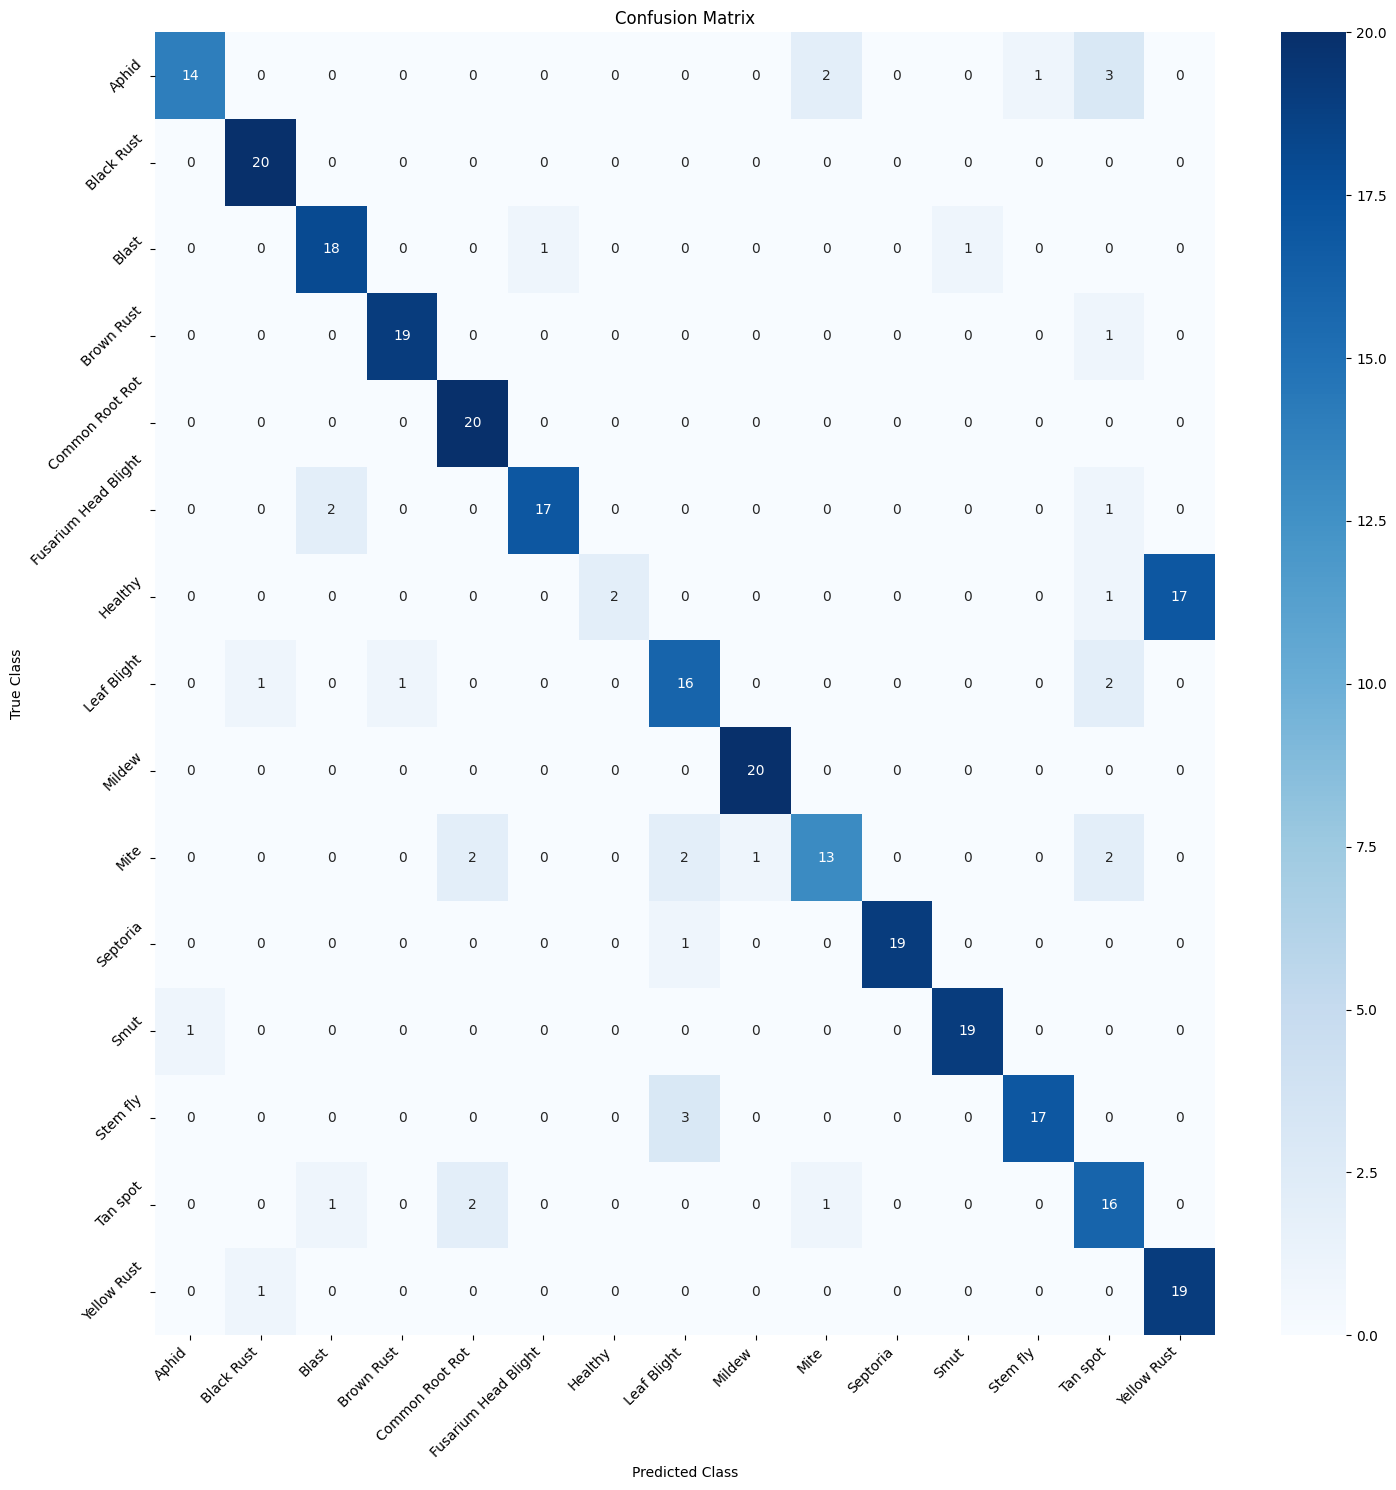 Confusion Matrix
Aphid 14 0 0 0 0 0 0 0 0 2 0 0 1 3 0
Black Rust 0 20 0 0 0 0 0 0 0 0 0 0 0 0 0
Blast 0 0 18 0 0 1 0 0 0 0 0 1 0 0 0
Brown Rust 0 0 0 19 0 0 0 0 0 0 0 0 0 1 0
Common Root Rot 0 0 0 0 20 0 0 0 0 0 0 0 0 0 0
Fusarium Head Blight 0 0 2 0 0 17 0 0 0 0 0 0 0 1 0
Healthy 0 0 0 0 0 0 2 0 0 0 0 0 0 1 17
Leaf Blight 0 1 0 1 0 0 0 16 0 0 0 0 0 2 0
Mildew 0 0 0 0 0 0 0 0 20 0 0 0 0 0 0
Mite 0 0 0 0 2 0 0 2 1 13 0 0 0 2 0
Septoria 0 0 0 0 0 0 0 1 0 0 19 0 0 0 0
Smut 1 0 0 0 0 0 0 0 0 0 0 19 0 0 0
Stem fly 0 0 0 0 0 0 0 3 0 0 0 0 17 0 0
Tan spot 0 0 1 0 2 0 0 0 0 1 0 0 0 16 0
Yellow Rust 0 1 0 0 0 0 0 0 0 0 0 0 0 0 19
True Class
Aphid
Black Rust
Blast
Brown Rust
Common Root Rot
Fusarium Head Blight
Healthy
Leaf Blight
Mildew
Mite
Septoria
Smut
Stem fly
Tan spot
Yellow Rust
Predicted Class
20.0
17.5
15.0
12.5
10.0
7.5
5.0
2.5
0.0